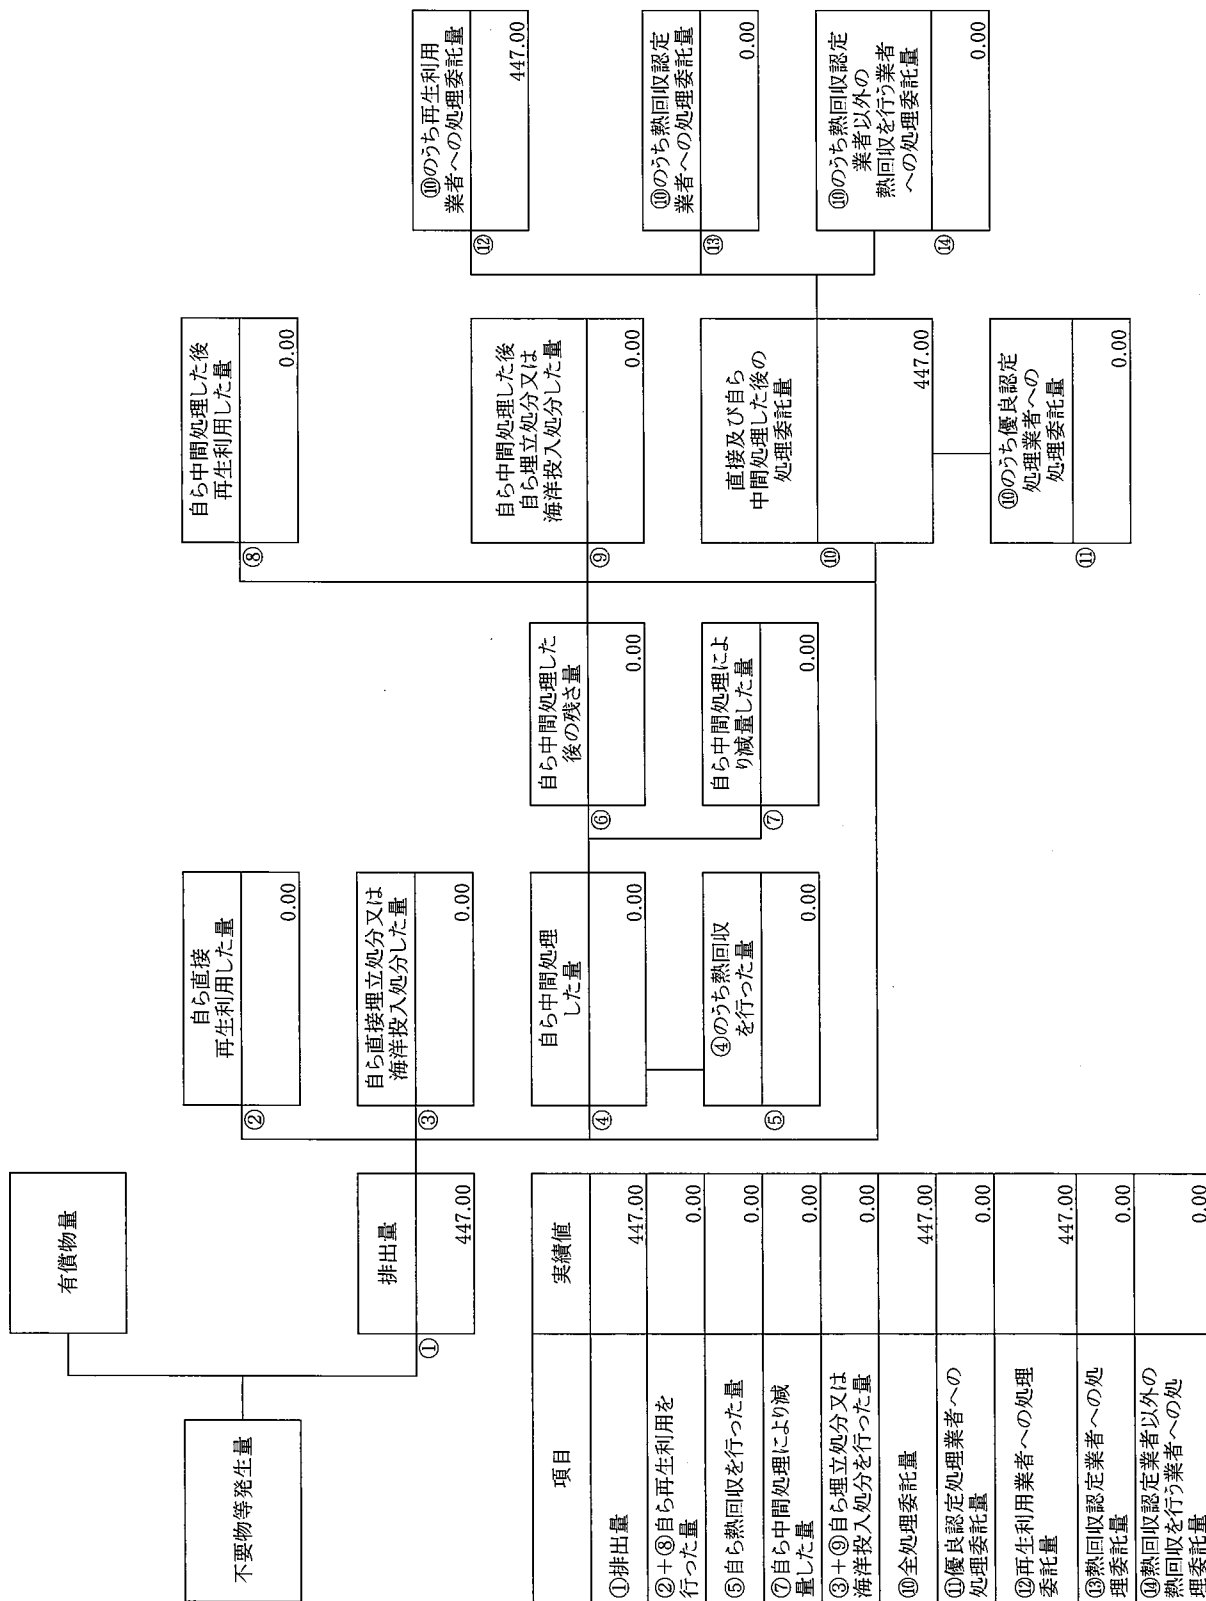 不要物等発生量
有償物量
排出量
①
447.00
自ら直接
再生利用した量
②
0.00
自ら直接埋立処分又は
海洋投入処分した量
③
0.00
自ら中間処理
した量
④
0.00
④のうち熱回収
を行った量
⑤
0.00
自ら中間処理した
後の残さ量
⑥
0.00
自ら中間処理によ
り減量した量
⑦
0.00
自ら中間処理した後
再生利用した量
⑧
0.00
自ら中間処理した後
自ら埋立処分又は
海洋投入処分した量
⑨
0.00
直接及び自ら
中間処理した後の
処理委託量
⑩
447.00
⑩のうち優良認定
処理業者への
処理委託量
⑪
0.00
⑩のうち再生利用
業者への処理委託量
⑫
447.00
⑩のうち熱回収認定
業者への処理委託量
⑬
0.00
⑩のうち熱回収認定
業者以外の
熱回収を行う業者
への処理委託量
⑭
0.00
項目
実績値
①排出量
447.00
②+⑧自ら再生利用を
行った量
0.00
⑤自ら熱回収を行った量
0.00
⑦自ら中間処理により減
量した量
0.00
③+⑨自ら埋立処分又は
海洋投入処分を行った量
0.00
⑩全処理委託量
447.00
⑪優良認定処理業者への
処理委託量
0.00
⑫再生利用業者への処理
委託量
447.00
⑬熱回収認定業者への処
理委託量
0.00
⑭熱回収認定業者以外の
熱回収を行う業者への処
理委託量
0.00